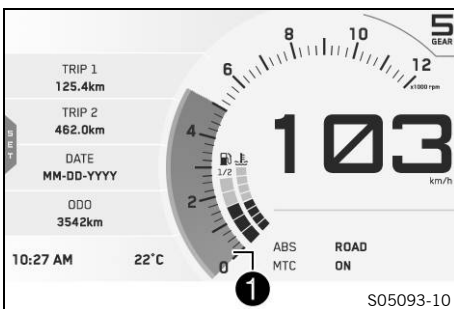 5
GEAR
TRIP 1
125.4km
TRIP 2
462.0km
DATE
MM-DD-YYYY
ODO
3542km
10:27 AM
22°C
SET
0
2
4
6
8
10
12
x1000 rpm
1/2
103
km/h
ABS ROAD
MTC ON
1
S05093-10